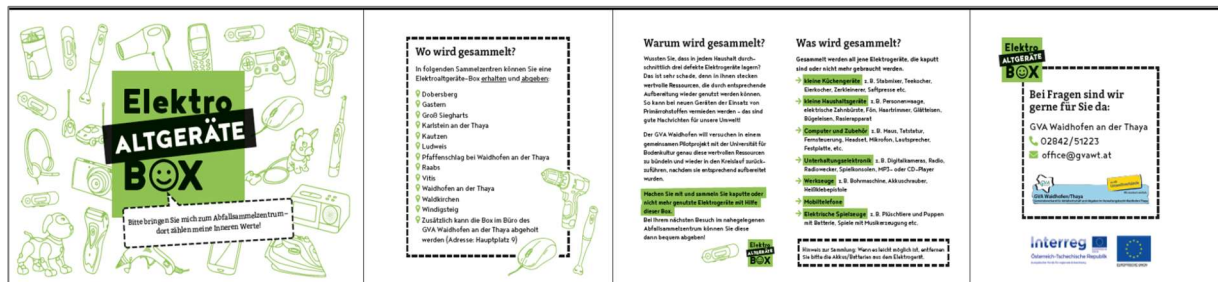 Elektro
ALTGERÄTE
BOX
Bitte bringen Sie mich zum Abfallsammelzentrum –
dort zählen meine inneren Werte!
Wo wird gesammelt?
In folgenden Sammelzentren können Sie eine
Elektroaltgeräte-Box erhalten und abgeben:
Dobersberg
Gastern
Groß Siegharts
Karlstein an der Thaya
Kautzen
Ludweis
Pfaffenschlag bei Waidhofen an der Thaya
Raabs
Vitis
Waidhofen an der Thaya
Waldkirchen
Windigsteig
Zusätzlich kann die Box im Büro des
GVA Waidhofen an der Thaya abgeholt
werden (Adresse: Hauptplatz 9)
Warum wird gesammelt?
Wussten Sie, dass in jedem Haushalt durch-
schnittlich drei defekte Elektrogeräte lagern?
Das ist sehr schade, denn in ihnen stecken
wertvolle Ressourcen, die durch entsprechende
Aufbereitung wieder genutzt werden können.
So kann bei neuen Geräten der Einsatz von
Primärrohstoffen vermieden werden – das sind
gute Nachrichten für unsere Umwelt!
Der GVA Waidhofen will versuchen in einem
gemeinsamen Pilotprojekt mit der Universität für
Bodenkultur genau diese wertvollen Ressourcen
zu bündeln und wieder in den Kreislauf zurück-
zuführen, nachdem sie entsprechend aufbereitet
wurden.
Machen Sie mit und sammeln Sie kaputte oder
nicht mehr genutzte Elektrogeräte mit Hilfe
dieser Box.
Bei Ihrem nächsten Besuch im nahegelegenen
Abfallsammelzentrum können Sie diese
dann bequem abgeben!
Elektro
ALTGERÄTE
BOX
Was wird gesammelt?
Gesammelt werden all jene Elektrogeräte, die kaputt
sind oder nicht mehr gebraucht werden.
kleine Küchengeräte z. B. Stabmixer, Teekocher,
Eierkocher, Zerkleinerer, Saftpresse etc.
kleine Haushaltsgeräte z. B. Personenwaage,
elektrische Zahnbürste, Fön, Haartrimmer, Glätteisen,
Bügeleisen, Rasierapparat
Computer und Zubehör z. B. Maus, Tatstatur,
Fernsteuerung, Headset, Mikrofon, Lautsprecher,
Festplatte, etc.
Unterhaltungselektronik z. B. Digitalkameras, Radio,
Radiowecker, Spielkonsolen, MP3- oder CD-Player
Werkzeuge z. B. Bohrmaschine, Akkuschrauber,
Heißklebepistole
Mobiltelefone
Elektrische Spielzeuge z. B. Plüschtiere und Puppen
mit Batterie, Spiele mit Musikerzeugung etc.
Hinweis zur Sammlung: Wenn es leicht möglich ist, entfernen
Sie bitte die Akkus/Batterien aus dem Elektrogerät.
Elektro
ALTGERÄTE
BOX
Bei Fragen sind wir
gerne für Sie da:
GVA Waidhofen an der Thaya
02842/51223
office@gvawt.at
GVA
GVA Waidhofen/Thaya
Interreg
Österreich-Tschechische Republik
EUROPÄISCHE UNION